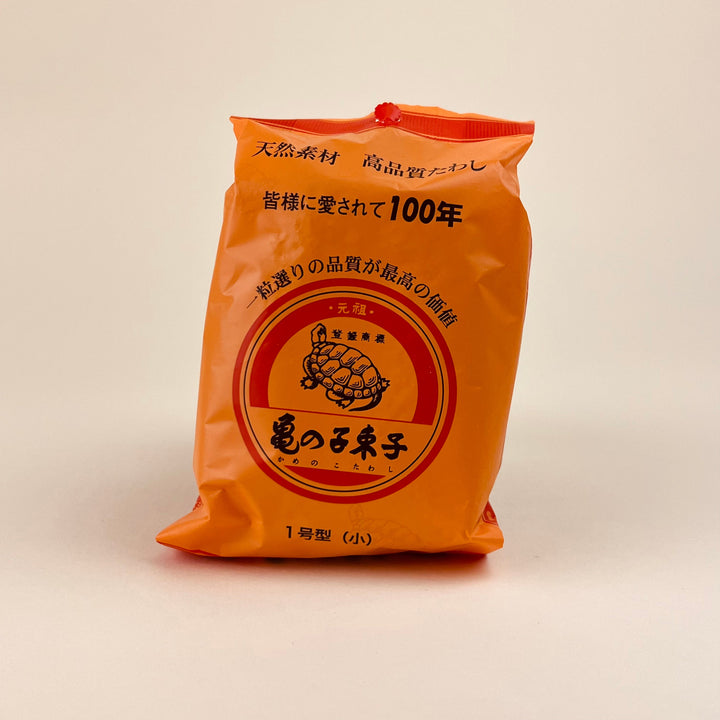 天然素材 高品質たわし
皆様に愛されて100年
一粒選りの品質が最高の価値
・元祖・
登録商標
亀の子束子
かめのこたわし
1号型（小）